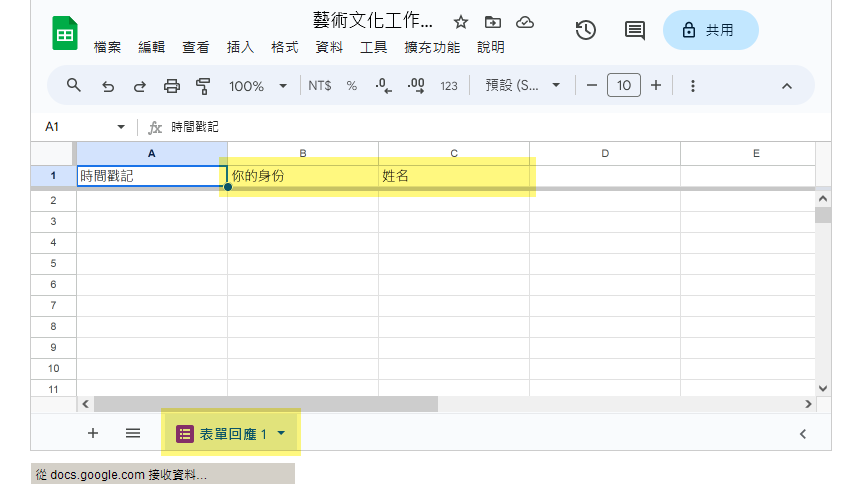 藝術文化工作...
檔案 編輯 查看 插入 格式 資料 工具 擴充功能 說明
共用
100% NT$ % .0 .00 123 預設 (S... 10
A1 fx 時間戳記
A B C D E
1 時間戳記 你的身份 姓名
2
3
4
5
6
7
8
9
10
11
表單回應 1
從 docs.google.com 接收資料...